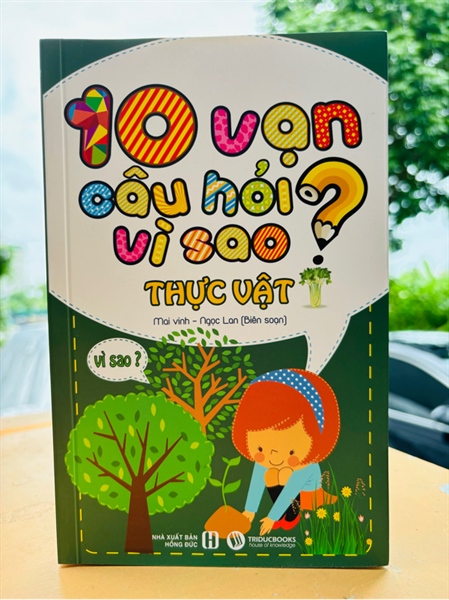 10 vạn
câu hỏi
vì sao ?
THỰC VẬT
Mai vinh - Ngọc Lan (Biên soạn)
vì sao ?
NHÀ XUẤT BẢN
HỒNG ĐỨC
H
TRIDUCBOOKS
house of knowledge